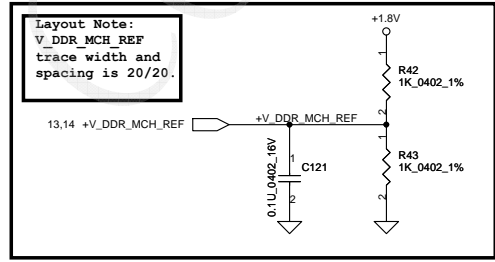 Layout Note:
V_DDR_MCH_REF
trace width and
spacing is 20/20.
+1.8V
1
R42
1K_0402_1%
2
13,14 +V_DDR_MCH_REF
+V_DDR_MCH_REF
1
R43
1K_0402_1%
2
0.1U_0402_16V
1
C121
2